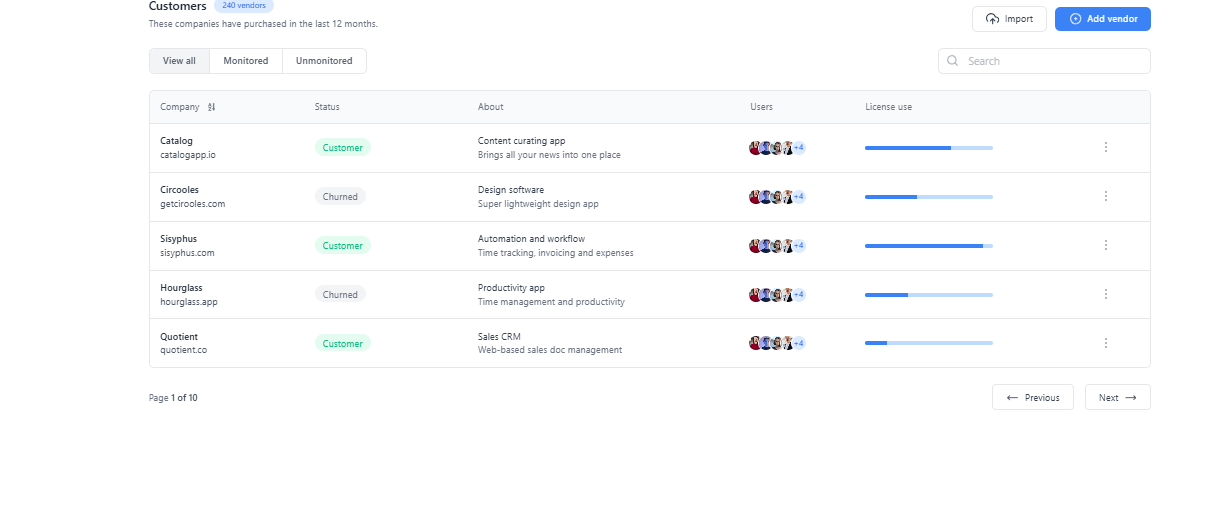 Customers 240 vendors
These companies have purchased in the last 12 months.
Import Add vendor
View all Monitored Unmonitored
Search
Company Status About Users License use
Catalog
catalogapp.io
Customer
Content curating app
Brings all your news into one place
+4
Circooles
getcirooles.com
Churned
Design software
Super lightweight design app
+4
Sisyphus
sisyphus.com
Customer
Automation and workflow
Time tracking, invoicing and expenses
+4
Hourglass
hourglass.app
Churned
Productivity app
Time management and productivity
+4
Quotient
quotient.co
Customer
Sales CRM
Web-based sales doc management
+4
Page 1 of 10
Previous Next